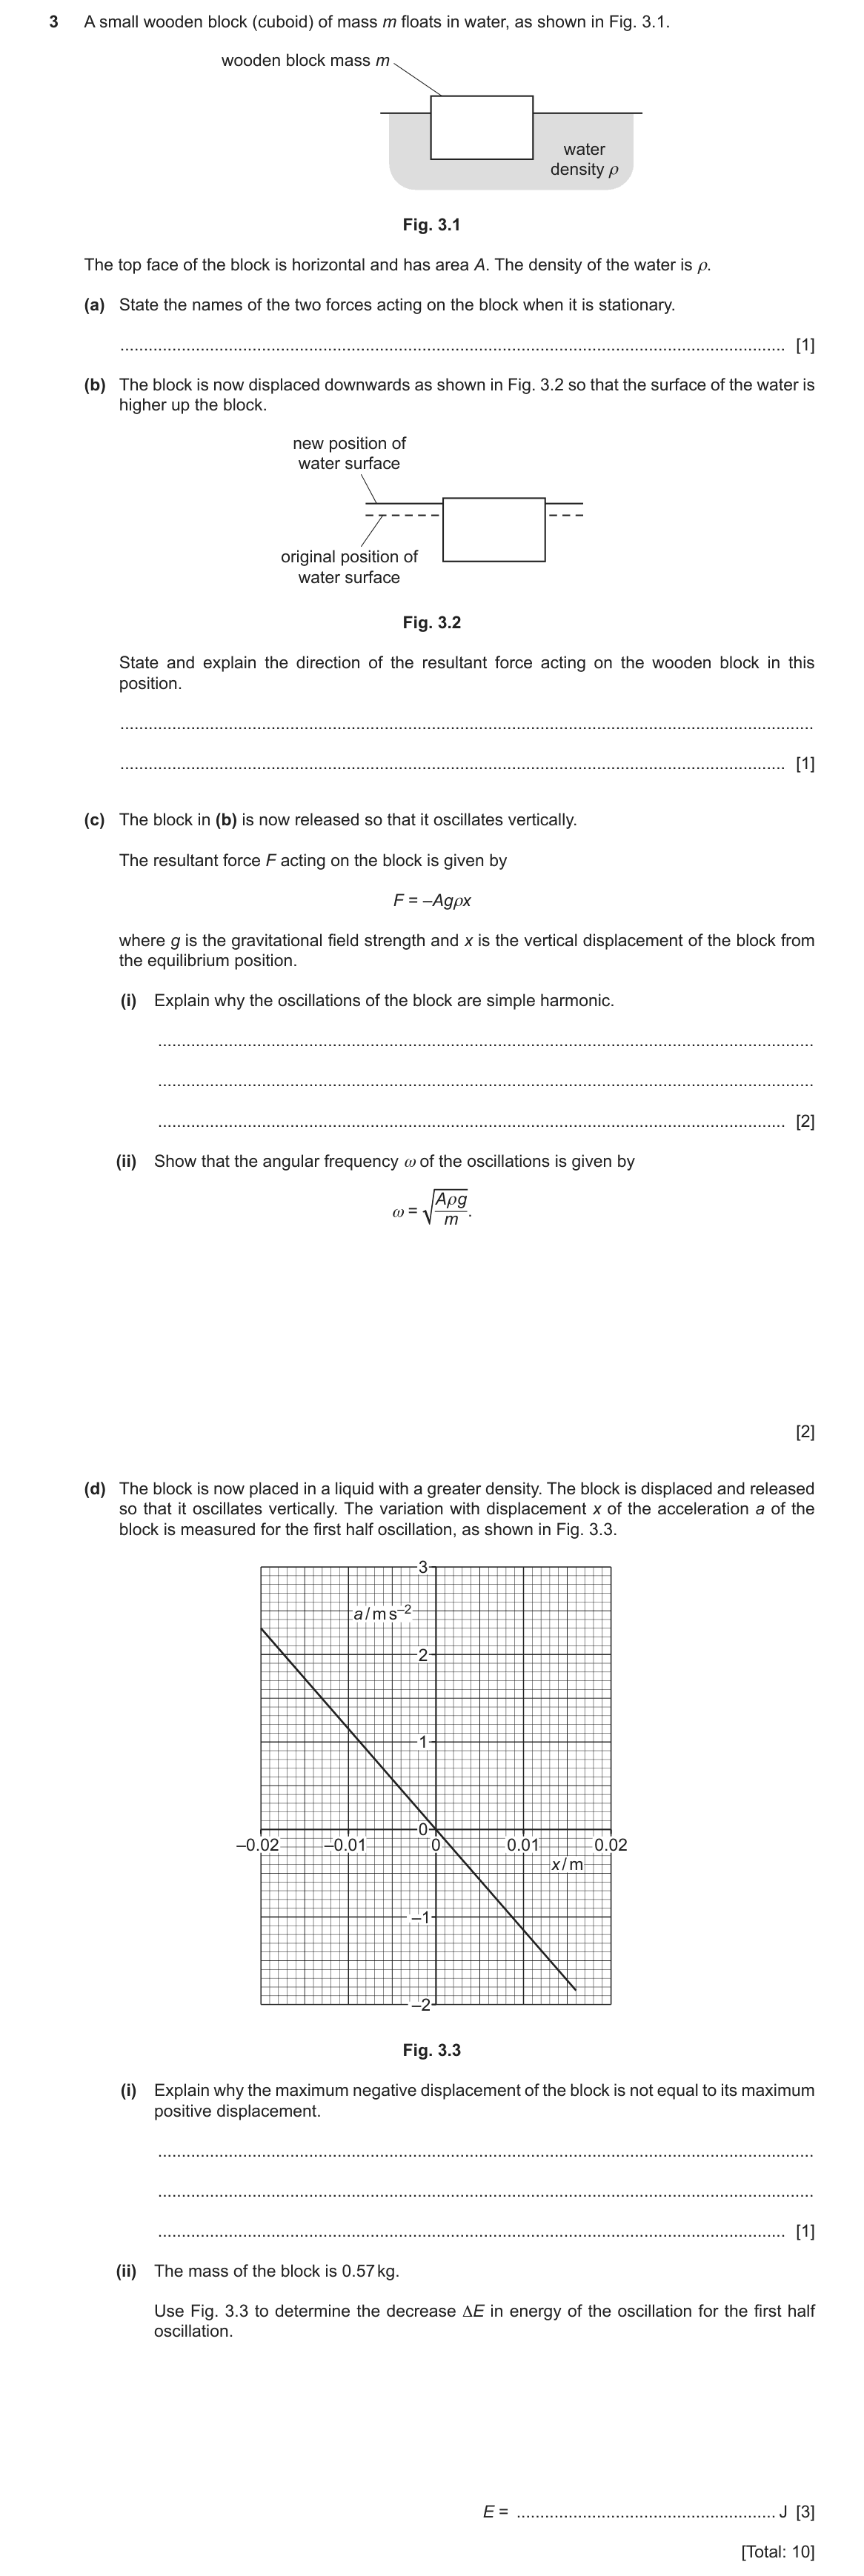 3 A small wooden block (cuboid) of mass m floats in water, as shown in Fig. 3.1.
wooden block mass m
water
density ρ
Fig. 3.1
The top face of the block is horizontal and has area A. The density of the water is ρ.
(a) State the names of the two forces acting on the block when it is stationary.
[1]
(b) The block is now displaced downwards as shown in Fig. 3.2 so that the surface of the water is
higher up the block.
new position of
water surface
original position of
water surface
Fig. 3.2
State and explain the direction of the resultant force acting on the wooden block in this
position.
[1]
(c) The block in (b) is now released so that it oscillates vertically.
The resultant force F acting on the block is given by
F = –Agρx
where g is the gravitational field strength and x is the vertical displacement of the block from
the equilibrium position.
(i) Explain why the oscillations of the block are simple harmonic.
[2]
(ii) Show that the angular frequency ω of the oscillations is given by
ω = √(Aρg/m).
[2]
(d) The block is now placed in a liquid with a greater density. The block is displaced and released
so that it oscillates vertically. The variation with displacement x of the acceleration a of the
block is measured for the first half oscillation, as shown in Fig. 3.3.
3
a / m s⁻²
2
1
0
–0.02 –0.01 0 0.01 0.02
x / m
–1
–2
Fig. 3.3
(i) Explain why the maximum negative displacement of the block is not equal to its maximum
positive displacement.
[1]
(ii) The mass of the block is 0.57 kg.
Use Fig. 3.3 to determine the decrease ΔE in energy of the oscillation for the first half
oscillation.
E = ...................................................... J [3]
[Total: 10]